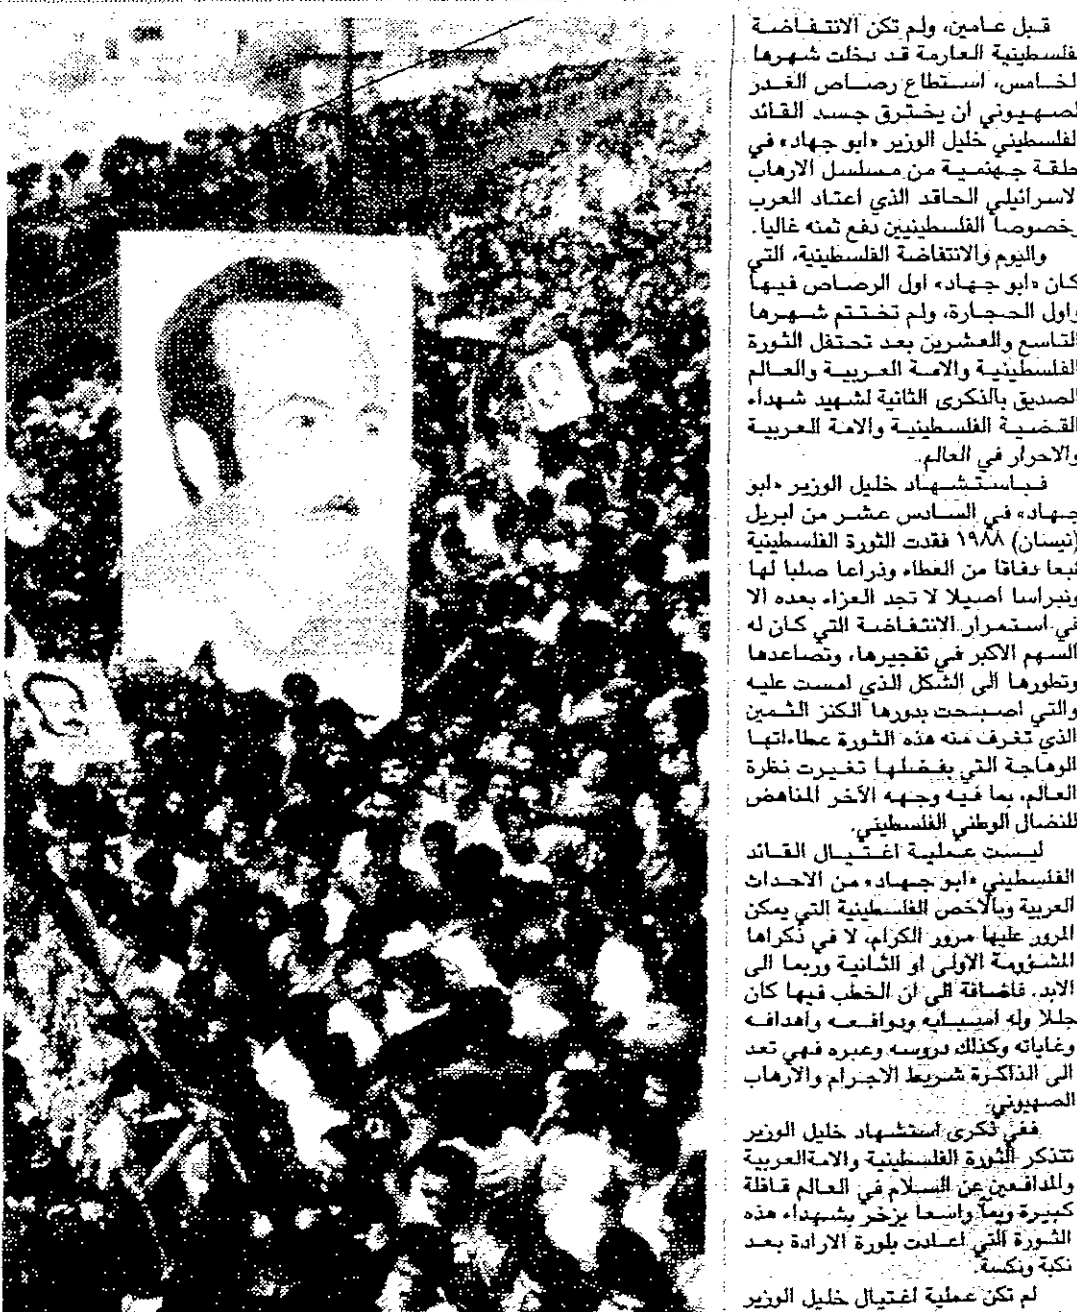 قبل عامين، ولم تكن الانتفاضة
فلسطينية العارمة قد دخلت شهرها
لخامس، استطاع رصاص الغدر
لصهيوني ان يخترق جسد القائد
لفلسطيني خليل الوزير «ابو جهاد» في
حلقة جهنمية من مسلسل الارهاب
لاسرائيلي الحاقد الذي اعتاد العرب
خصوصا الفلسطينيين دفع ثمنه غاليا.
واليوم والانتفاضة الفلسطينية، التي
كان «ابو جهاد» اول الرصاص فيها
واول الحجارة، ولم تختتم شهرها
التاسع والعشرين بعد تحتفل الثورة
الفلسطينية والامة العربية والعالم
الصديق بالذكرى الثانية لشهيد شهداء
القضية الفلسطينية والامة العربية
والاحرار في العالم.
فباستشهاد خليل الوزير «ابو
جهاد» في السادس عشر من ابريل
(نيسان) ١٩٨٨ فقدت الثورة الفلسطينية
نبعا دفاقا من العطاء وذراعا صلبا لها
ونبراسا اصيلا لا تجد العزاء بعده الا
في استمرار الانتفاضة التي كان له
السهم الاكبر في تفجيرها، وتصاعدها
وتطورها الى الشكل الذي امست عليه
والتي اصبحت بدورها الكنز الثمين
الذي تغرف منه هذه الثورة عطاءاتها
الوهاجة التي بفضلها تغيرت نظرة
العالم، بما فيه وجهه الآخر المناهض
للنضال الوطني الفلسطيني.
ليست عملية اغتيال القائد
الفلسطيني «ابو جهاد» من الاحداث
العربية وبالاخص الفلسطينية التي يمكن
المرور عليها مرور الكرام، لا في ذكراها
المشؤومة الاولى او الثانية وربما الى
الابد. فاضافة الى ان الخطب فيها كان
جللا وله اسبابه ودوافعه واهدافه
وغاياته وكذلك دروسه وعبره فهي تعد
الى الذاكرة شريط الاجرام والارهاب
الصهيوني.
ففي ذكرى استشهاد خليل الوزير
تتذكر الثورة الفلسطينية والامة العربية
والمدافعين عن السلام في العالم قافلة
كبيرة ويما واسعا يزخر بشهداء هذه
الثورة التي اعادت بلورة الارادة بعد
نكبة ونكسة.
لم تكن عملية اغتيال خليل الوزير